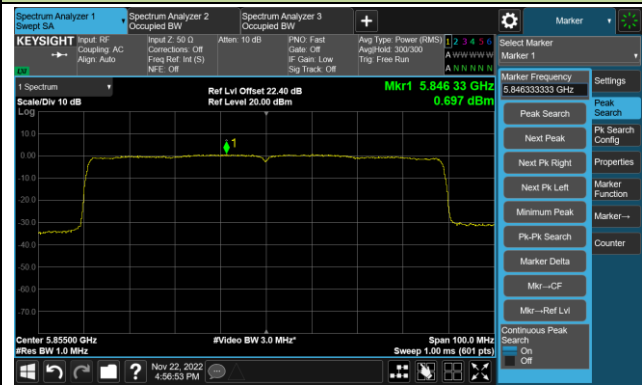 Spectrum Analyzer 1
Swept SA
Spectrum Analyzer 2
Occupied BW
Spectrum Analyzer 3
Occupied BW
Marker
KEYSIGHT
Input: RF
Coupling: AC
Align: Auto
Input Z: 50 Ω
Corrections: Off
Freq Ref: Int (S)
NFE: Off
Atten: 10 dB
PNO: Fast
Gate: Off
IF Gain: Low
Sig Track: Off
Avg Type: Power (RMS)
Avg|Hold: 300/300
Trig: Free Run
1 2 3 4 5 6
A W W W W W
A N N N N N
LXI
Select Marker
Marker 1
1 Spectrum
Scale/Div 10 dB
Log
Ref Lvl Offset 22.40 dB
Ref Level 20.00 dBm
Mkr1 5.846 33 GHz
0.697 dBm
1
10.0
0.00
-10.0
-20.0
-30.0
-40.0
-50.0
-60.0
-70.0
Center 5.85500 GHz
#Res BW 1.0 MHz
#Video BW 3.0 MHz*
Span 100.0 MHz
Sweep 1.00 ms (601 pts)
Marker Frequency
5.846333333 GHz
Peak Search
Next Peak
Next Pk Right
Next Pk Left
Minimum Peak
Pk-Pk Search
Marker Delta
Mkr→CF
Mkr→Ref Lvl
Continuous Peak
Search
On
Off
Settings
Peak
Search
Pk Search
Config
Properties
Marker
Function
Marker→
Counter
?
Nov 22, 2022
4:56:53 PM